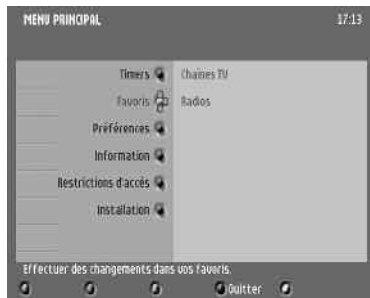 MENU PRINCIPAL 17:13
Timers Chaînes TV
Favoris Radios
Préférences
Information
Restrictions d'accès
Installation
Effectuer des changements dans vos favoris.
Quitter